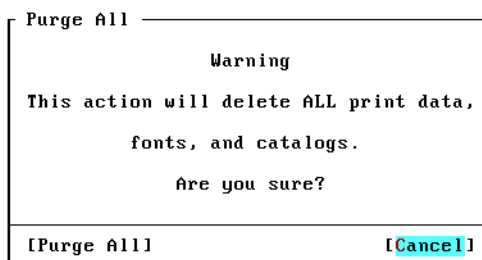 Purge All
Warning
This action will delete ALL print data,
fonts, and catalogs.
Are you sure?
[Purge All] [Cancel]